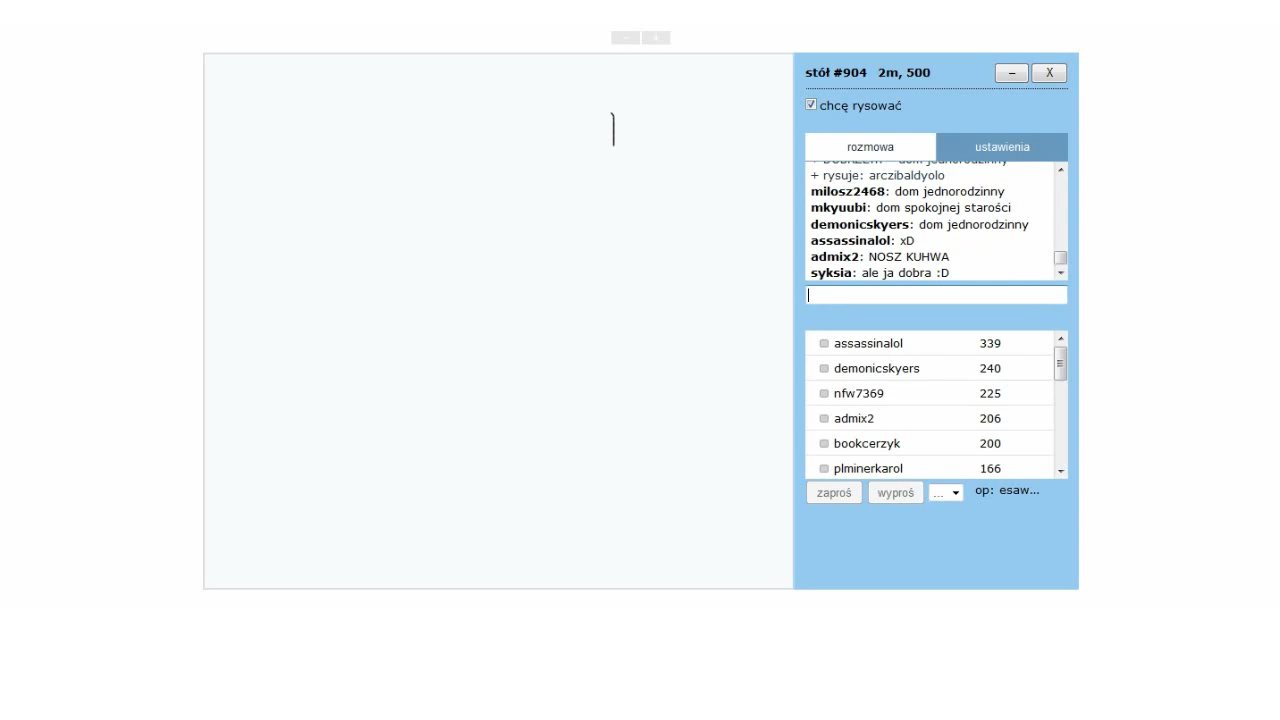 stół #904 2m, 500
–
X
chcę rysować
rozmowa
ustawienia
dom jednorodzinny
+ rysuje: arczibaldyolo
milosz2468: dom jednorodzinny
mkyuubi: dom spokojnej starości
demonicskyers: dom jednorodzinny
assassinalol: xD
admix2: NOSZ KUHWA
syksia: ale ja dobra :D
assassinalol 339
demonicskyers 240
nfw7369 225
admix2 206
bookcerzyk 200
plminerkarol 166
zaproś
wyproś
...
op: esaw...